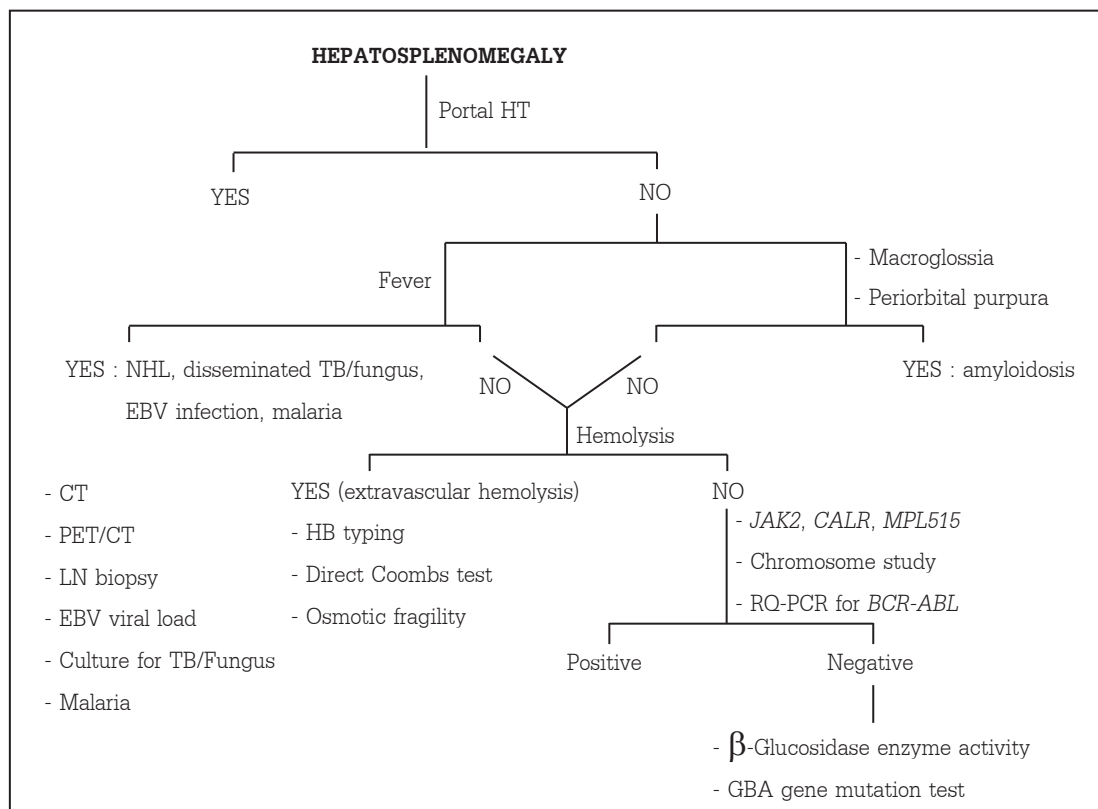 HEPATOSPLENOMEGALY
Portal HT
YES
NO
Fever
- Macroglossia
- Periorbital purpura
YES : NHL, disseminated TB/fungus,
EBV infection, malaria
NO
NO
YES : amyloidosis
Hemolysis
- CT
- PET/CT
- LN biopsy
- EBV viral load
- Culture for TB/Fungus
- Malaria
YES (extravascular hemolysis)
- HB typing
- Direct Coombs test
- Osmotic fragility
NO
- JAK2, CALR, MPL515
- Chromosome study
- RQ-PCR for BCR-ABL
Positive
Negative
- β-Glucosidase enzyme activity
- GBA gene mutation test